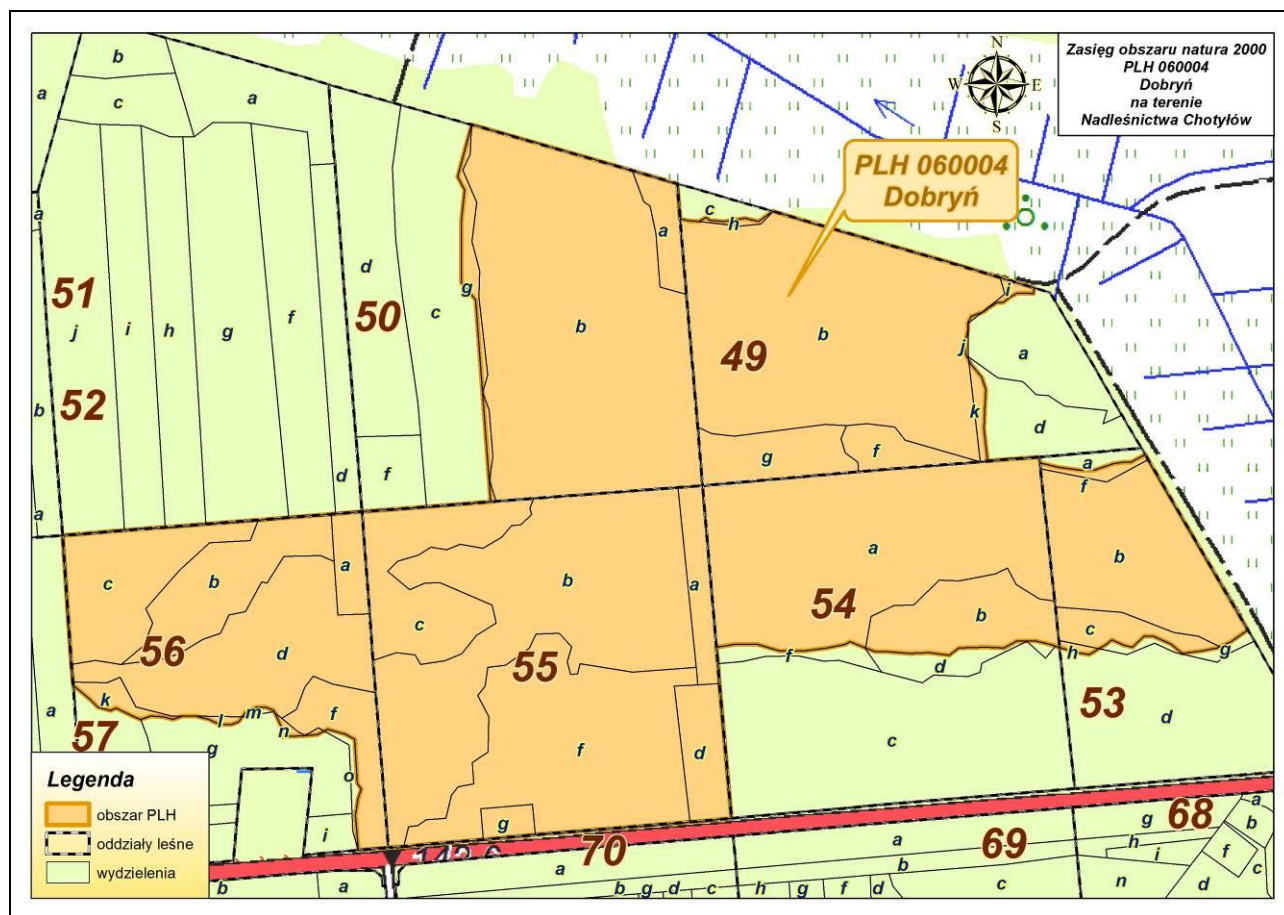 Zasięg obszaru natura 2000
PLH 060004
Dobryń
na terenie
Nadleśnictwa Chotyłów
N
W E
S
PLH 060004
Dobryń
b
a
c
a
a
c
a
h
d
g
i
51
j
i
h
g
f
50
c
b
49
b
j
a
52
b
k
d
g
f
a
d
f
a
f
c
b
a
b
a
a
b
c
54
b
c
56
d
55
f
d
h
g
k
l
m
n
f
53
a
57
g
o
f
d
c
d
i
g
Legenda
obszar PLH
oddziały leśne
wydzielenia
70
69
68
a
g
b
a
h
i
f
c
b
a
a
b
b
g
d
c
h
g
f
d
c
n
d